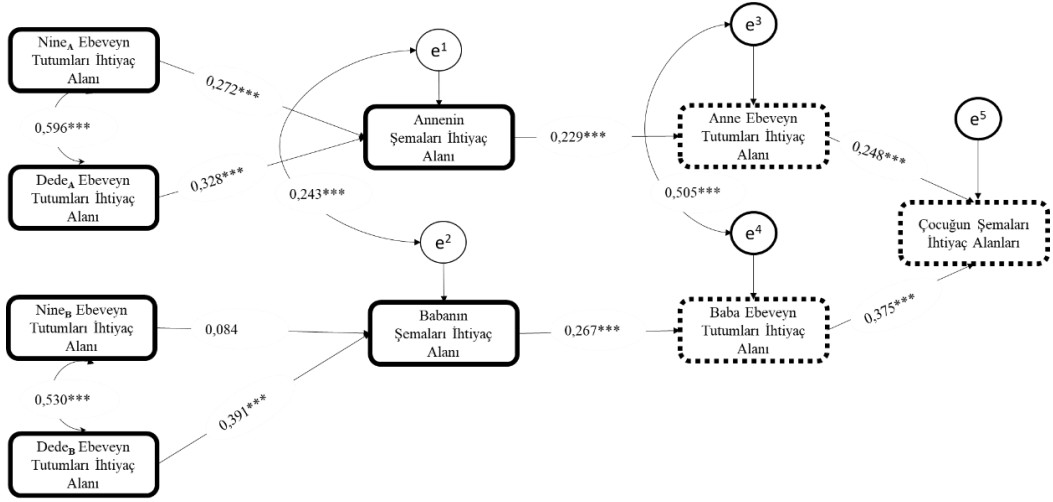 Nineₐ Ebeveyn
Tutumları İhtiyaç
Alanı
0,596***
Dedeₐ Ebeveyn
Tutumları İhtiyaç
Alanı
0,272***
0,328***
e¹
Annenin
Şemaları İhtiyaç
Alanı
0,243***
e²
Nine_B Ebeveyn
Tutumları İhtiyaç
Alanı
0,530***
Dede_B Ebeveyn
Tutumları İhtiyaç
Alanı
0,084
0,391***
Babanın
Şemaları İhtiyaç
Alanı
0,229***
0,267***
e³
Anne Ebeveyn
Tutumları İhtiyaç
Alanı
0,505***
e⁴
Baba Ebeveyn
Tutumları İhtiyaç
Alanı
0,248***
0,375***
e⁵
Çocuğun Şemaları
İhtiyaç Alanları